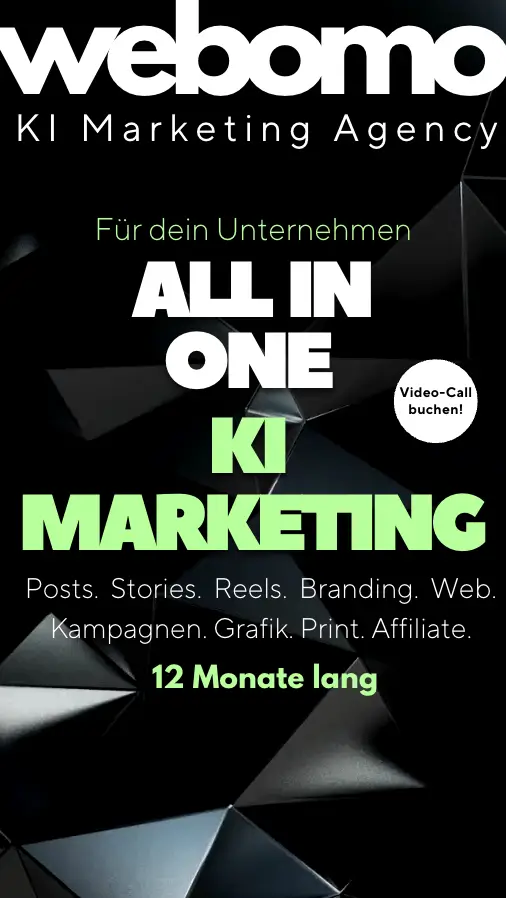 webomo
KI Marketing Agency
Für dein Unternehmen
ALL IN
ONE
Video-Call
buchen!
KI
MARKETING
Posts. Stories. Reels. Branding. Web.
Kampagnen. Grafik. Print. Affiliate.
12 Monate lang